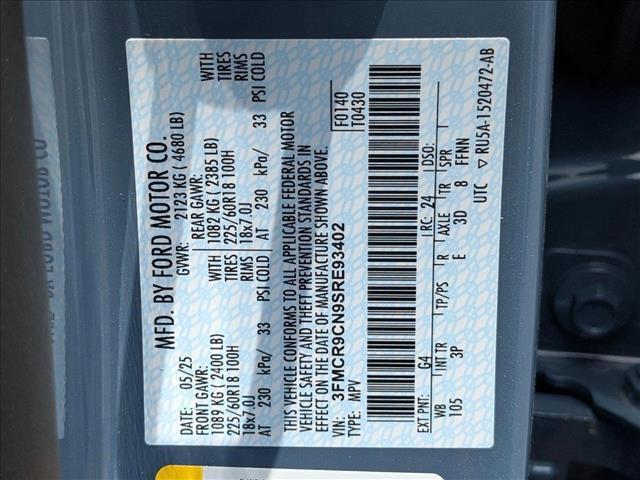 MFD. BY FORD MOTOR CO.
DATE: 05/25 GVWR: 2123 KG ( 4680 LB)
FRONT GAWR: REAR GAWR: WITH
1089 KG ( 2400 LB) 1082 KG ( 2385 LB) TIRES
225/60R18 100H 225/60R18 100H RIMS
18x7.0J 18x7.0J
AT 230 kPa/ 33 PSI COLD
WITH
TIRES
RIMS
AT 230 kPa/ 33 PSI COLD
THIS VEHICLE CONFORMS TO ALL APPLICABLE FEDERAL MOTOR
VEHICLE SAFETY AND THEFT PREVENTION STANDARDS IN
EFFECT ON THE DATE OF MANUFACTURE SHOWN ABOVE.
VIN: 3FMCR9CN9SRE93402 F0140
TYPE: MPV T0430
EXT PNT: G4 RC: 24 DSO:
WB INT TR TP/PS R AXLE TR SPR
105 3P E 3D 8 FFNN
UTC ▽ RU5A-1520472-AB